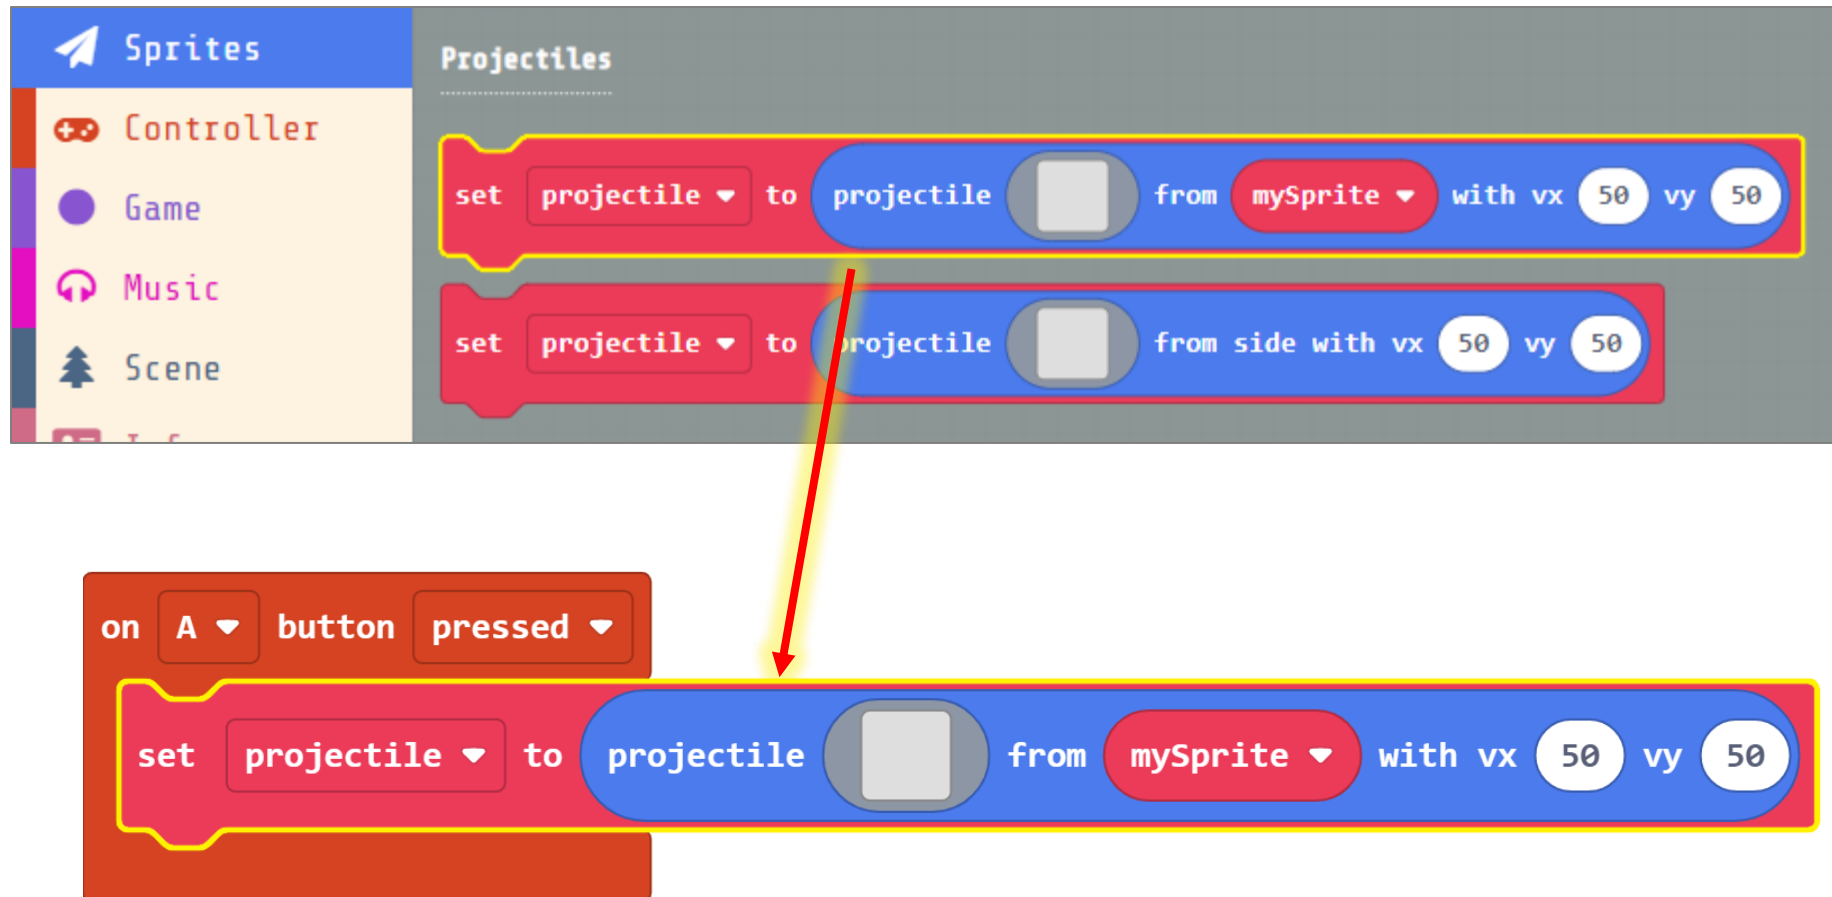 Sprites
Controller
Game
Music
Scene
Projectiles
set projectile to projectile from mySprite with vx 50 vy 50
set projectile to projectile from side with vx 50 vy 50
on A button pressed
set projectile to projectile from mySprite with vx 50 vy 50